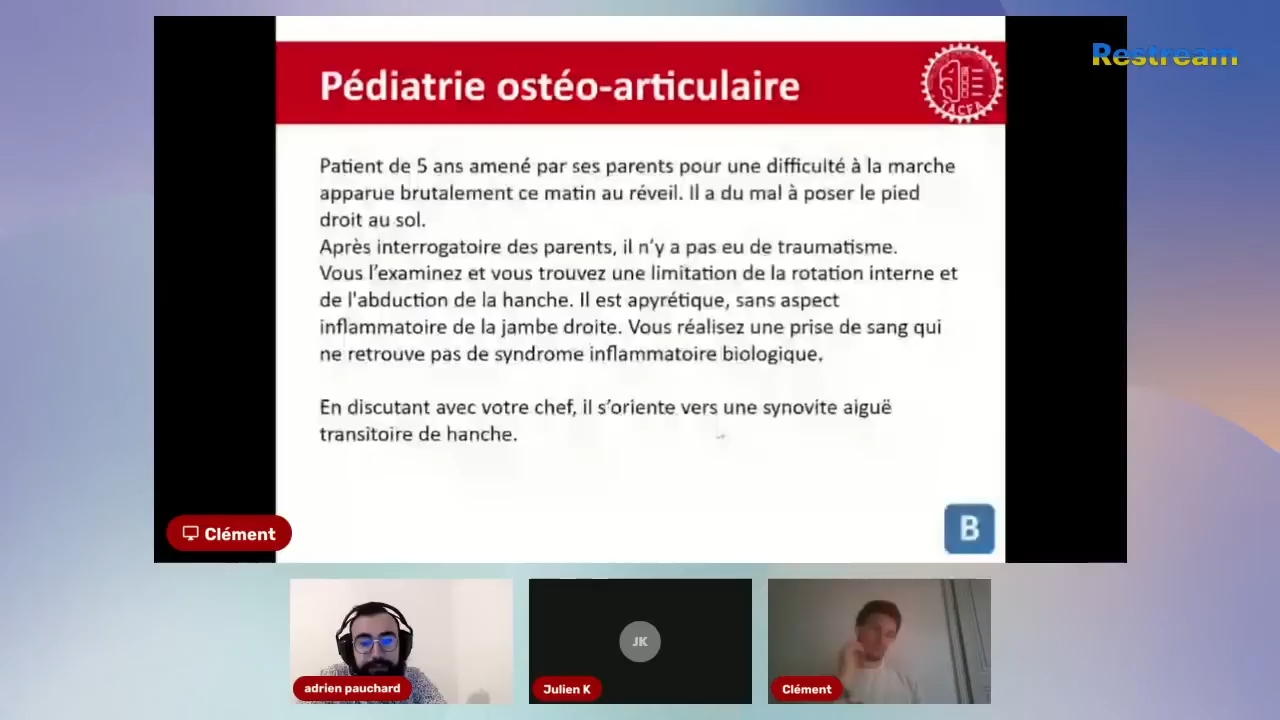 Restream
Pédiatrie ostéo-articulaire
TACFA
Patient de 5 ans amené par ses parents pour une difficulté à la marche
apparue brutalement ce matin au réveil. Il a du mal à poser le pied
droit au sol.
Après interrogatoire des parents, il n'y a pas eu de traumatisme.
Vous l'examinez et vous trouvez une limitation de la rotation interne et
de l'abduction de la hanche. Il est apyrétique, sans aspect
inflammatoire de la jambe droite. Vous réalisez une prise de sang qui
ne retrouve pas de syndrome inflammatoire biologique.
En discutant avec votre chef, il s'oriente vers une synovite aiguë
transitoire de hanche.
B
Clément
JK
adrien pauchard
Julien K
Clément